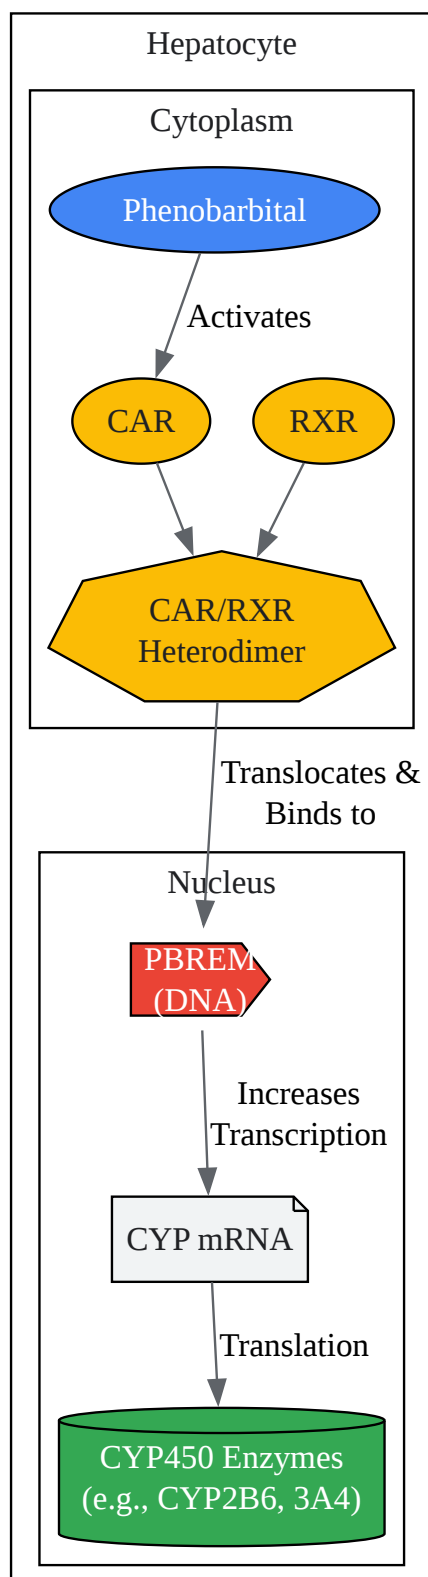 Hepatocyte
Cytoplasm
Phenobarbital
Activates
CAR
RXR
CAR/RXR
Heterodimer
Translocates &
Binds to
Nucleus
PBREM
(DNA)
Increases
Transcription
CYP mRNA
Translation
CYP450 Enzymes
(e.g., CYP2B6, 3A4)